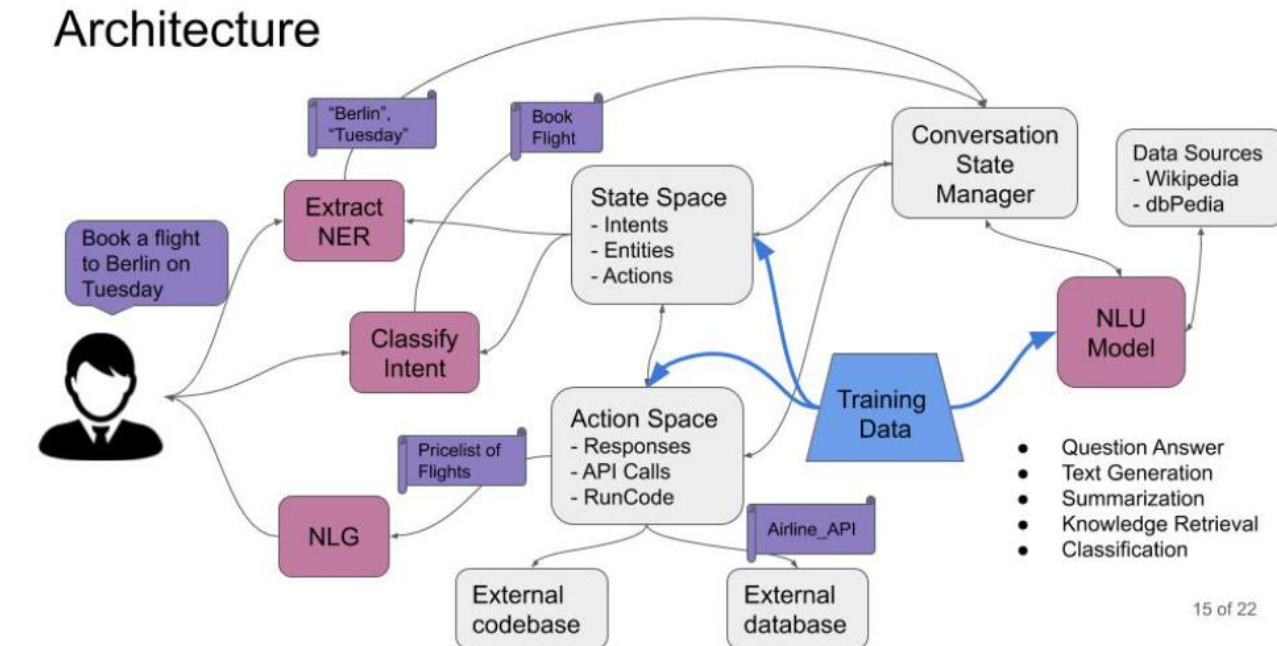 Architecture
"Berlin",
"Tuesday"
Book
Flight
Conversation
State
Manager
Data Sources
- Wikipedia
- dbPedia
Extract
NER
State Space
- Intents
- Entities
- Actions
Book a flight
to Berlin on
Tuesday
Classify
Intent
NLU
Model
Training
Data
Action Space
- Responses
- API Calls
- RunCode
Pricelist of
Flights
NLG
Airline_API
● Question Answer
● Text Generation
● Summarization
● Knowledge Retrieval
● Classification
External
codebase
External
database
15 of 22